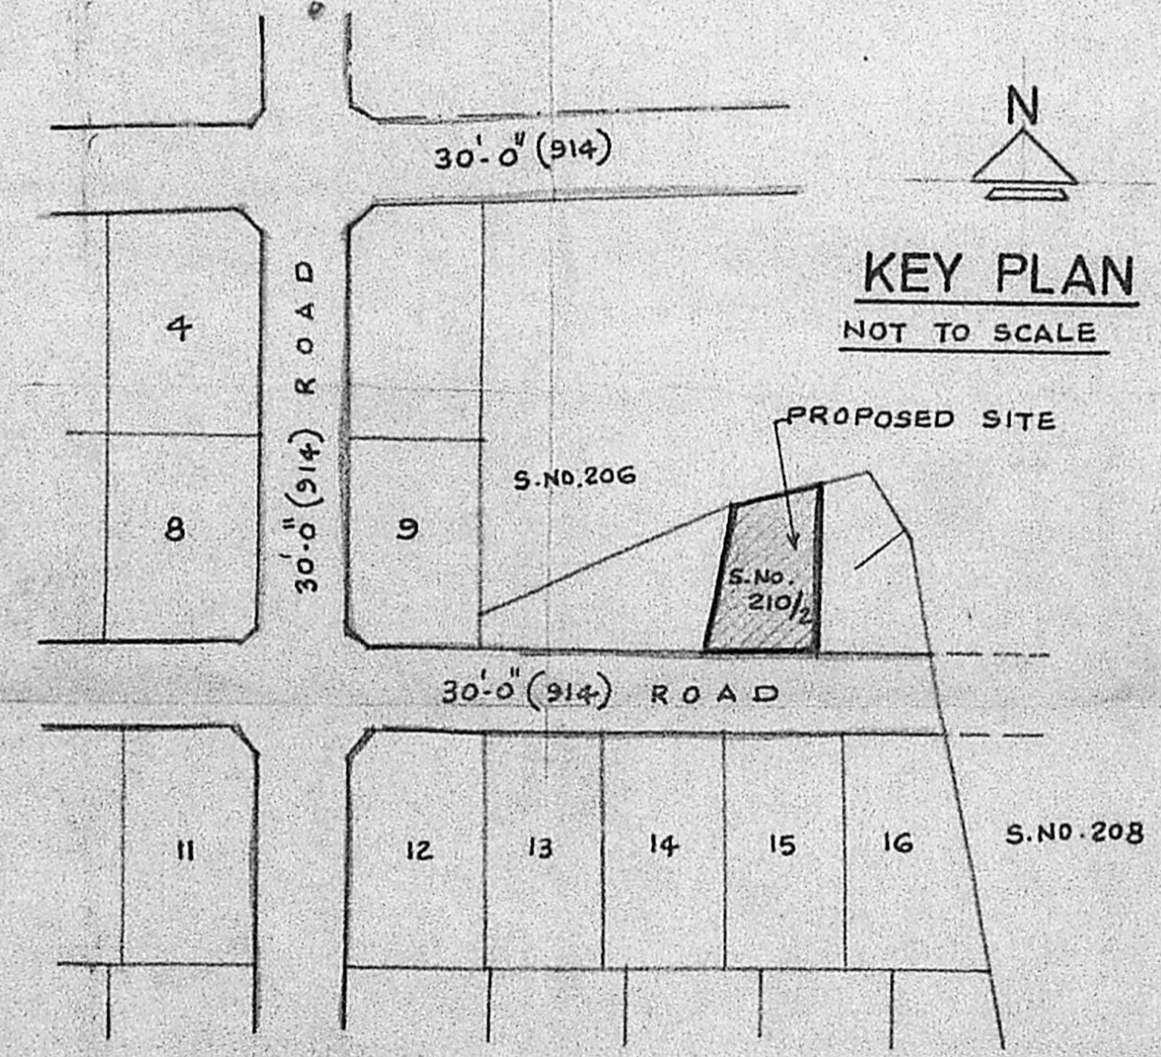 N
30'-0" (914)
KEY PLAN
NOT TO SCALE
4
30'-0" (914) ROAD
PROPOSED SITE
S.NO.206
8
9
S.No.
210/2
30'-0" (914) ROAD
11
12
13
14
15
16
S.NO.208